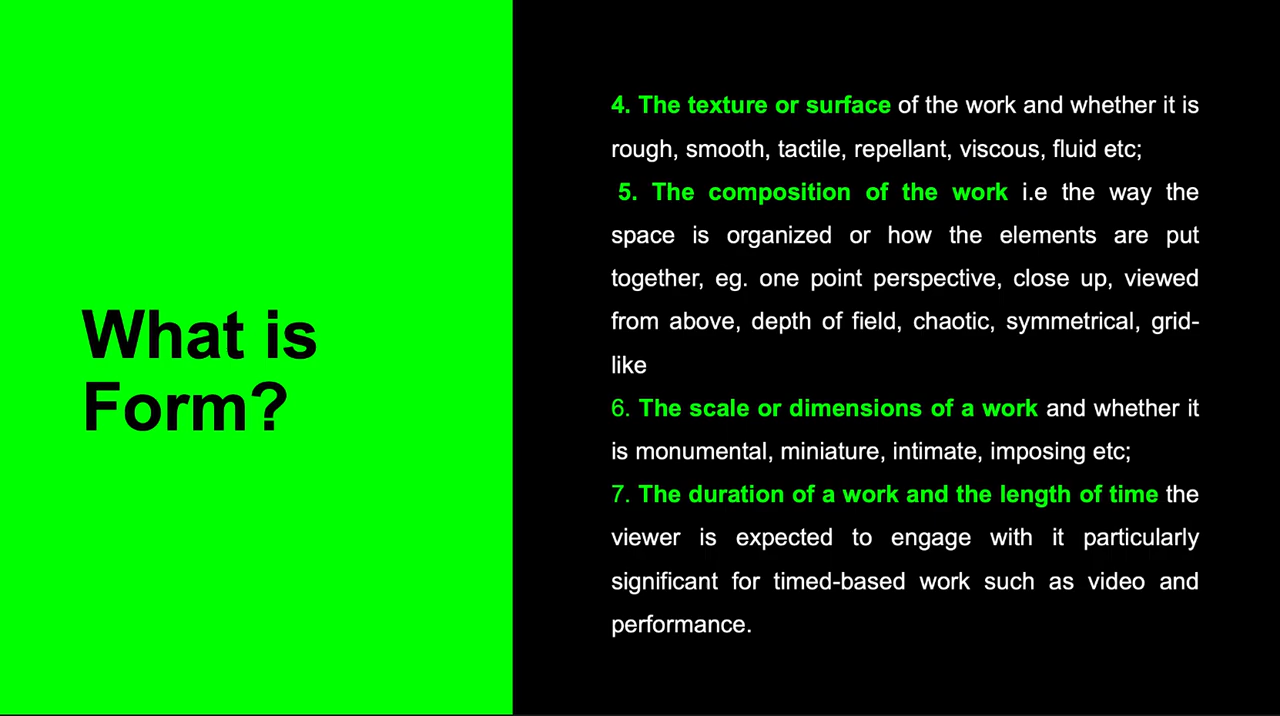 What is
Form?
4. The texture or surface of the work and whether it is
rough, smooth, tactile, repellant, viscous, fluid etc;
5. The composition of the work i.e the way the
space is organized or how the elements are put
together, eg. one point perspective, close up, viewed
from above, depth of field, chaotic, symmetrical, grid-
like
6. The scale or dimensions of a work and whether it
is monumental, miniature, intimate, imposing etc;
7. The duration of a work and the length of time the
viewer is expected to engage with it particularly
significant for timed-based work such as video and
performance.